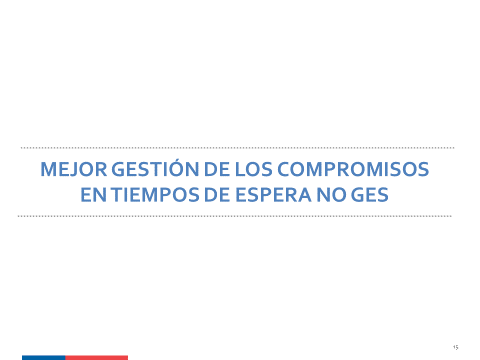 MEJOR GESTIÓN DE LOS COMPROMISOS
EN TIEMPOS DE ESPERA NO GES
15